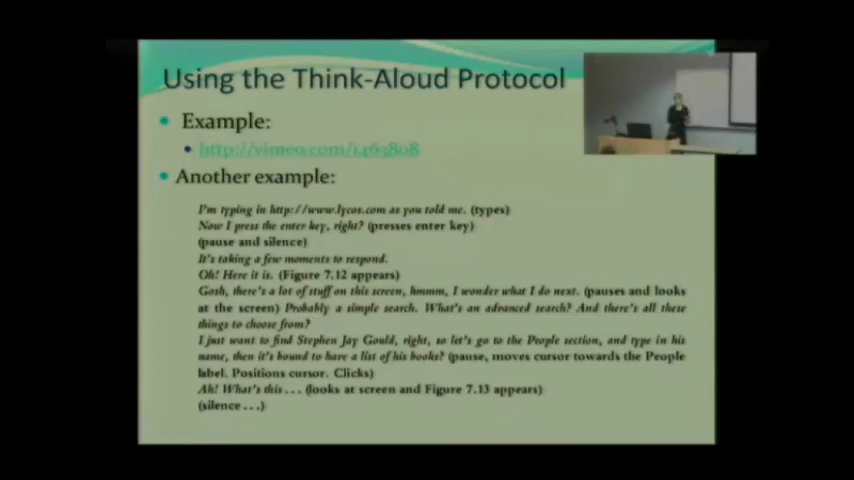 Using the Think-Aloud Protocol
Example:
http://vimeo.com/1463808
Another example:
I'm typing in http://www.lycos.com as you told me. (types)
Now I press the enter key, right? (presses enter key)
(pause and silence)
It's taking a few moments to respond.
Oh! Here it is. (Figure 7.12 appears)
Gosh, there's a lot of stuff on this screen, hmmm, I wonder what I do next. (pauses and looks
at the screen) Probably a simple search. What's an advanced search? And there's all these
things to choose from?
I just want to find Stephen Jay Gould, right, so let's go to the People section, and type in his
name, then it's bound to have a list of his books? (pause, moves cursor towards the People
label. Positions cursor. Clicks)
Ah! What's this . . . (looks at screen and Figure 7.13 appears)
(silence . . .)